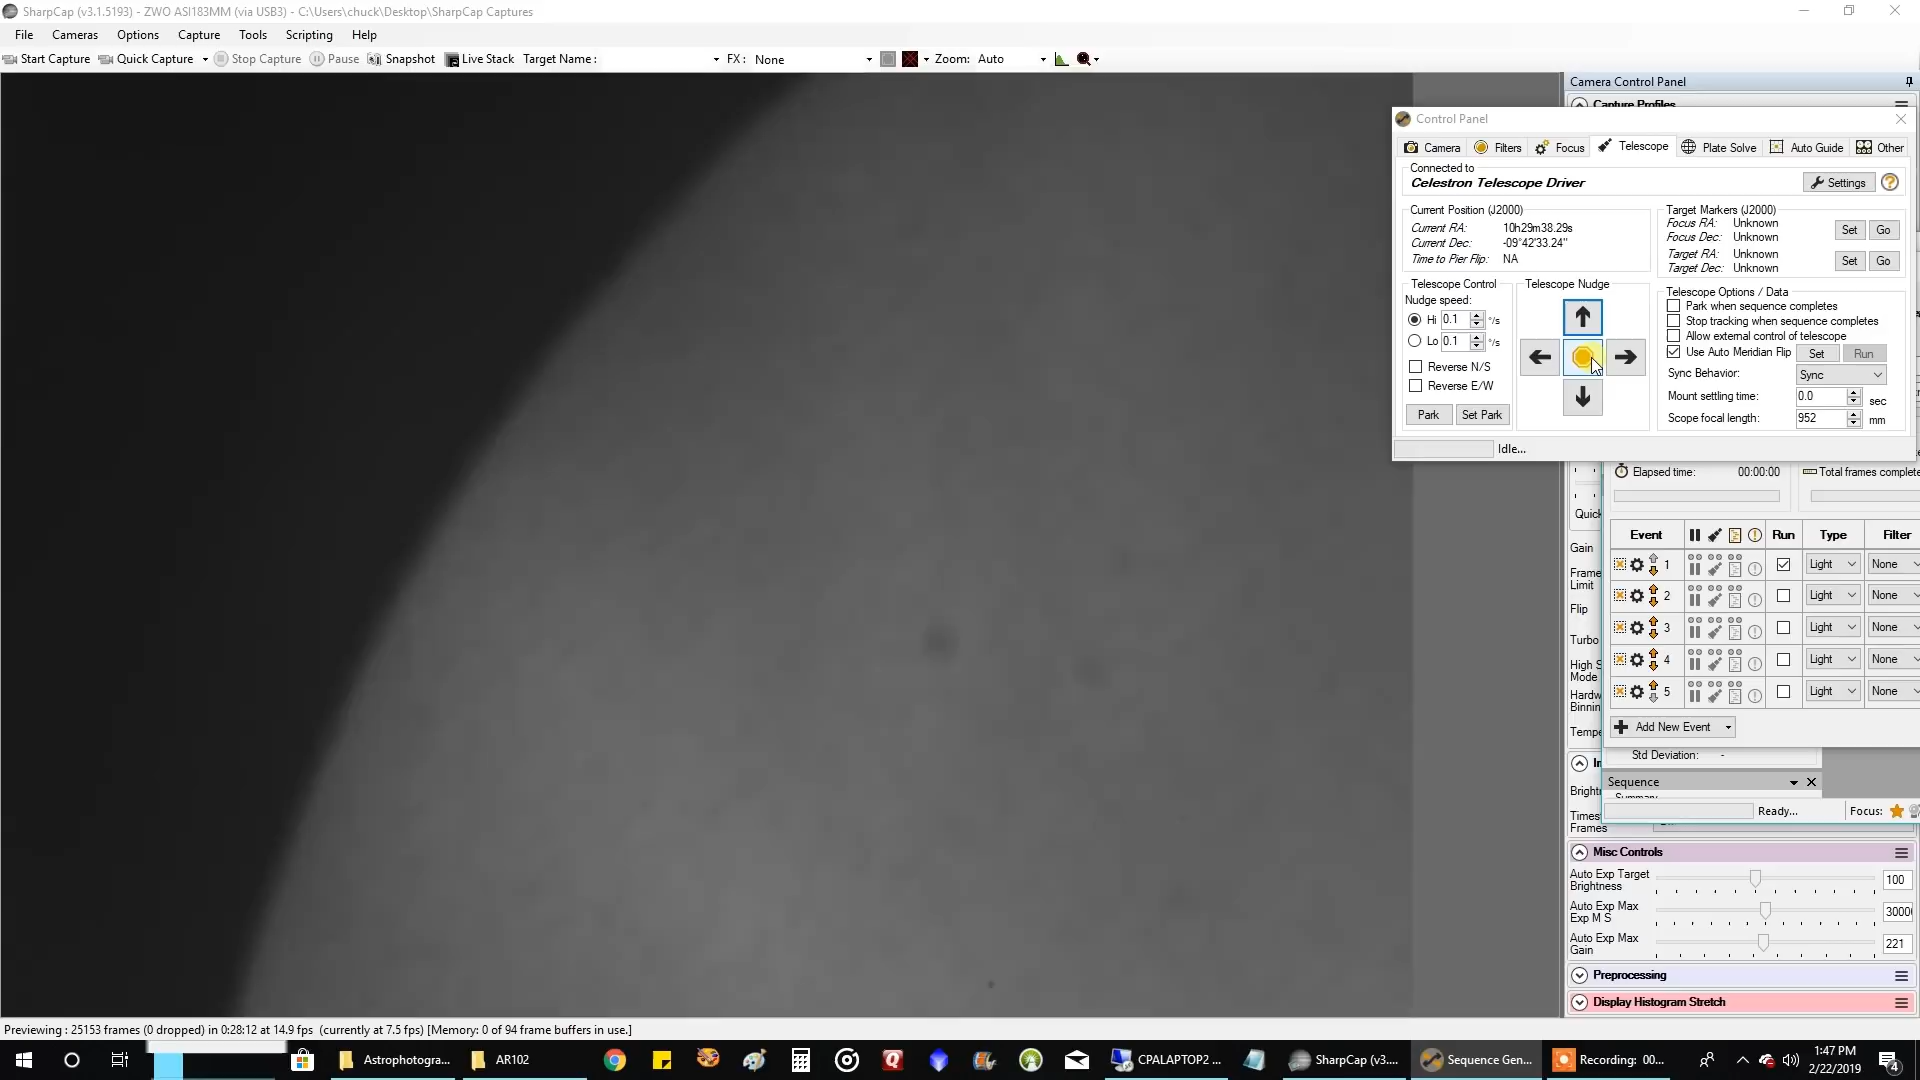 SharpCap (v3.1.5193) - ZWO ASI183MM (via USB3) - C:\Users\chuck\Desktop\SharpCap Captures
File Cameras Options Capture Tools Scripting Help
Start Capture Quick Capture Stop Capture Pause Snapshot Live Stack Target Name : FX : None Zoom: Auto
Camera Control Panel
Capture Profiles
Control Panel
Camera Filters Focus Telescope Plate Solve Auto Guide Other
Connected to
Celestron Telescope Driver
Settings
Current Position (J2000)
Current RA: 10h29m38.29s
Current Dec: -09°42'33.24"
Time to Pier Flip: NA
Target Markers (J2000)
Focus RA: Unknown
Focus Dec: Unknown
Set Go
Target RA: Unknown
Target Dec: Unknown
Set Go
Telescope Control
Nudge speed:
Hi 0.1 °/s
Lo 0.1 °/s
Reverse N/S
Reverse E/W
Park Set Park
Telescope Nudge
Telescope Options / Data
Park when sequence completes
Stop tracking when sequence completes
Allow external control of telescope
Use Auto Meridian Flip Set Run
Sync Behavior: Sync
Mount settling time: 0.0 sec
Scope focal length: 952 mm
Idle...
Elapsed time: 00:00:00 Total frames complete
Quick
Gain
Frame
Limit
Flip
Turbo
High S
Mode
Hardw
Binnin
Tempe
Event Run Type Filter
1 Light None
2 Light None
3 Light None
4 Light None
5 Light None
Add New Event
Std Deviation: -
Sequence
Ready... Focus:
Bright
Times
Frames
Misc Controls
Auto Exp Target
Brightness 100
Auto Exp Max
Exp M S 3000
Auto Exp Max
Gain 221
Preprocessing
Display Histogram Stretch
Previewing : 25153 frames (0 dropped) in 0:28:12 at 14.9 fps (currently at 7.5 fps) [Memory: 0 of 94 frame buffers in use.]
Astrophotogra... AR102 CPALAPTOP2 ... SharpCap (v3.... Sequence Gen... Recording: 00...
1:47 PM
2/22/2019
4